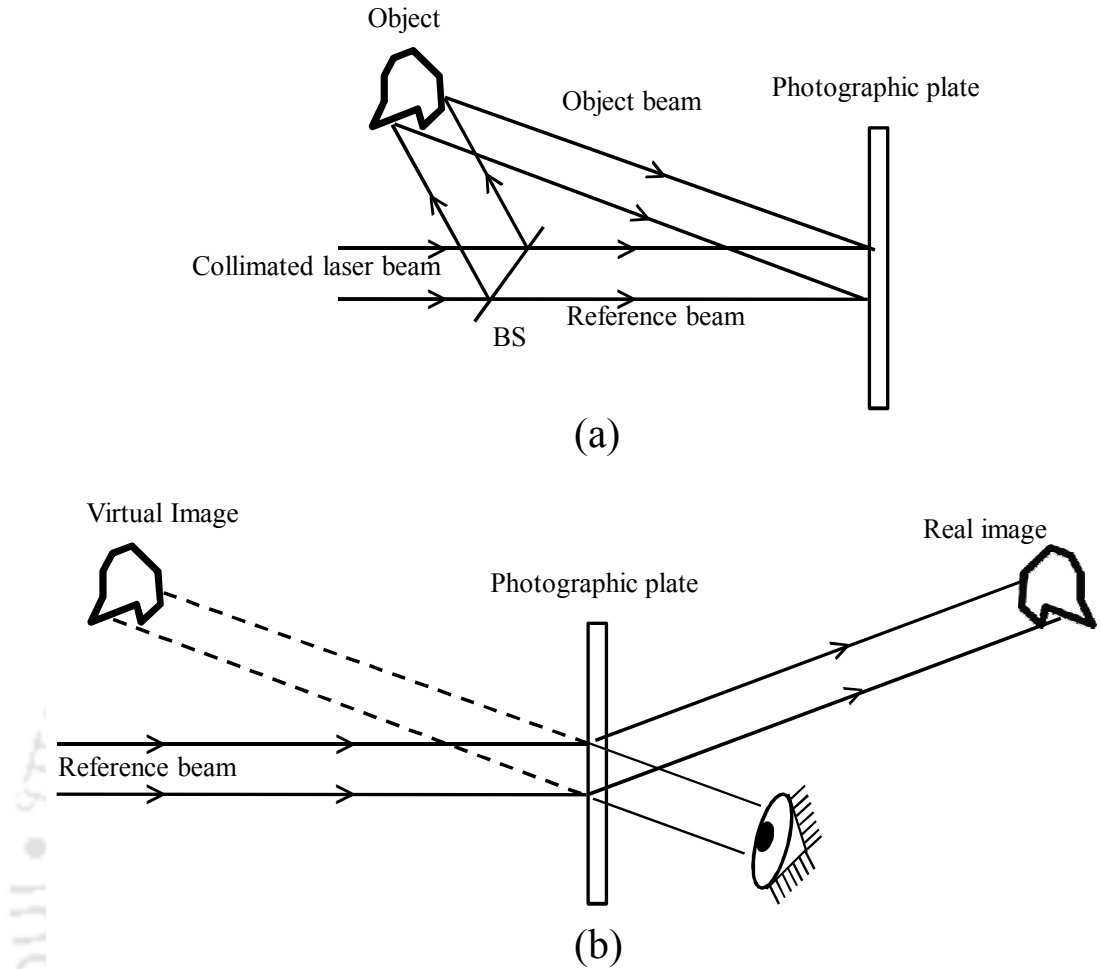 Object
Object beam
Photographic plate
Collimated laser beam
Reference beam
BS
(a)
Virtual Image
Real image
Photographic plate
Reference beam
(b)